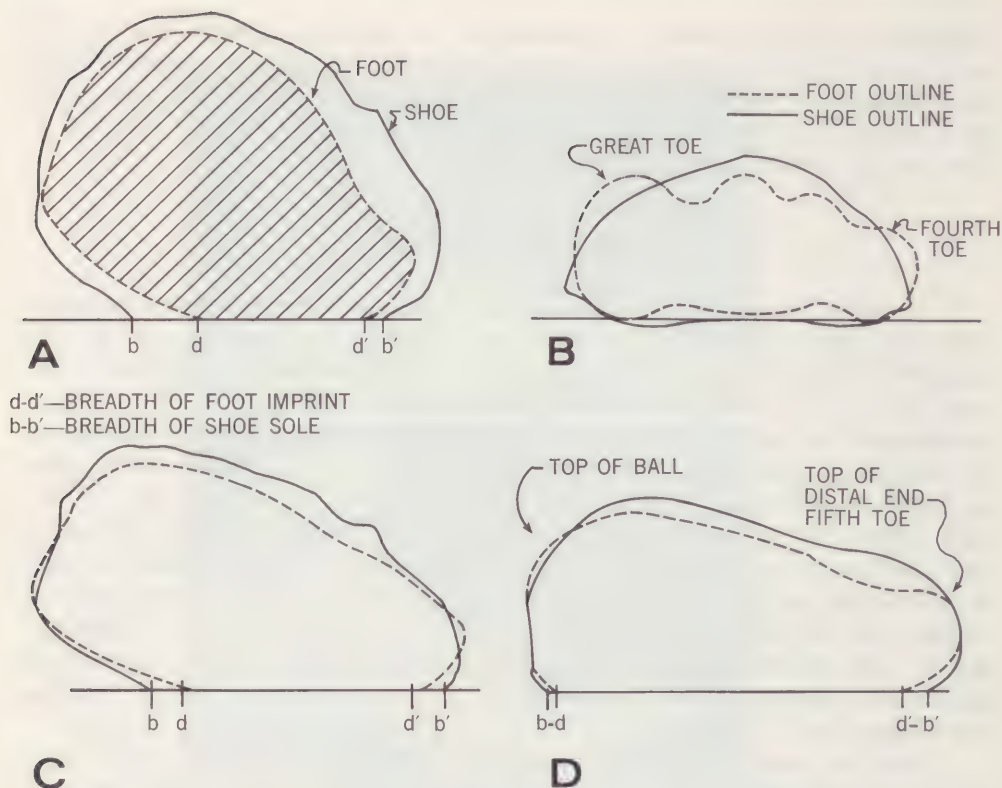 FOOT
SHOE
b
d
d'
b'
A
FOOT OUTLINE
SHOE OUTLINE
GREAT TOE
FOURTH
TOE
B
d-d'—BREADTH OF FOOT IMPRINT
b-b'—BREADTH OF SHOE SOLE
b
d
d'
b'
C
TOP OF BALL
TOP OF
DISTAL END
FIFTH TOE
b-d
d'-b'
D